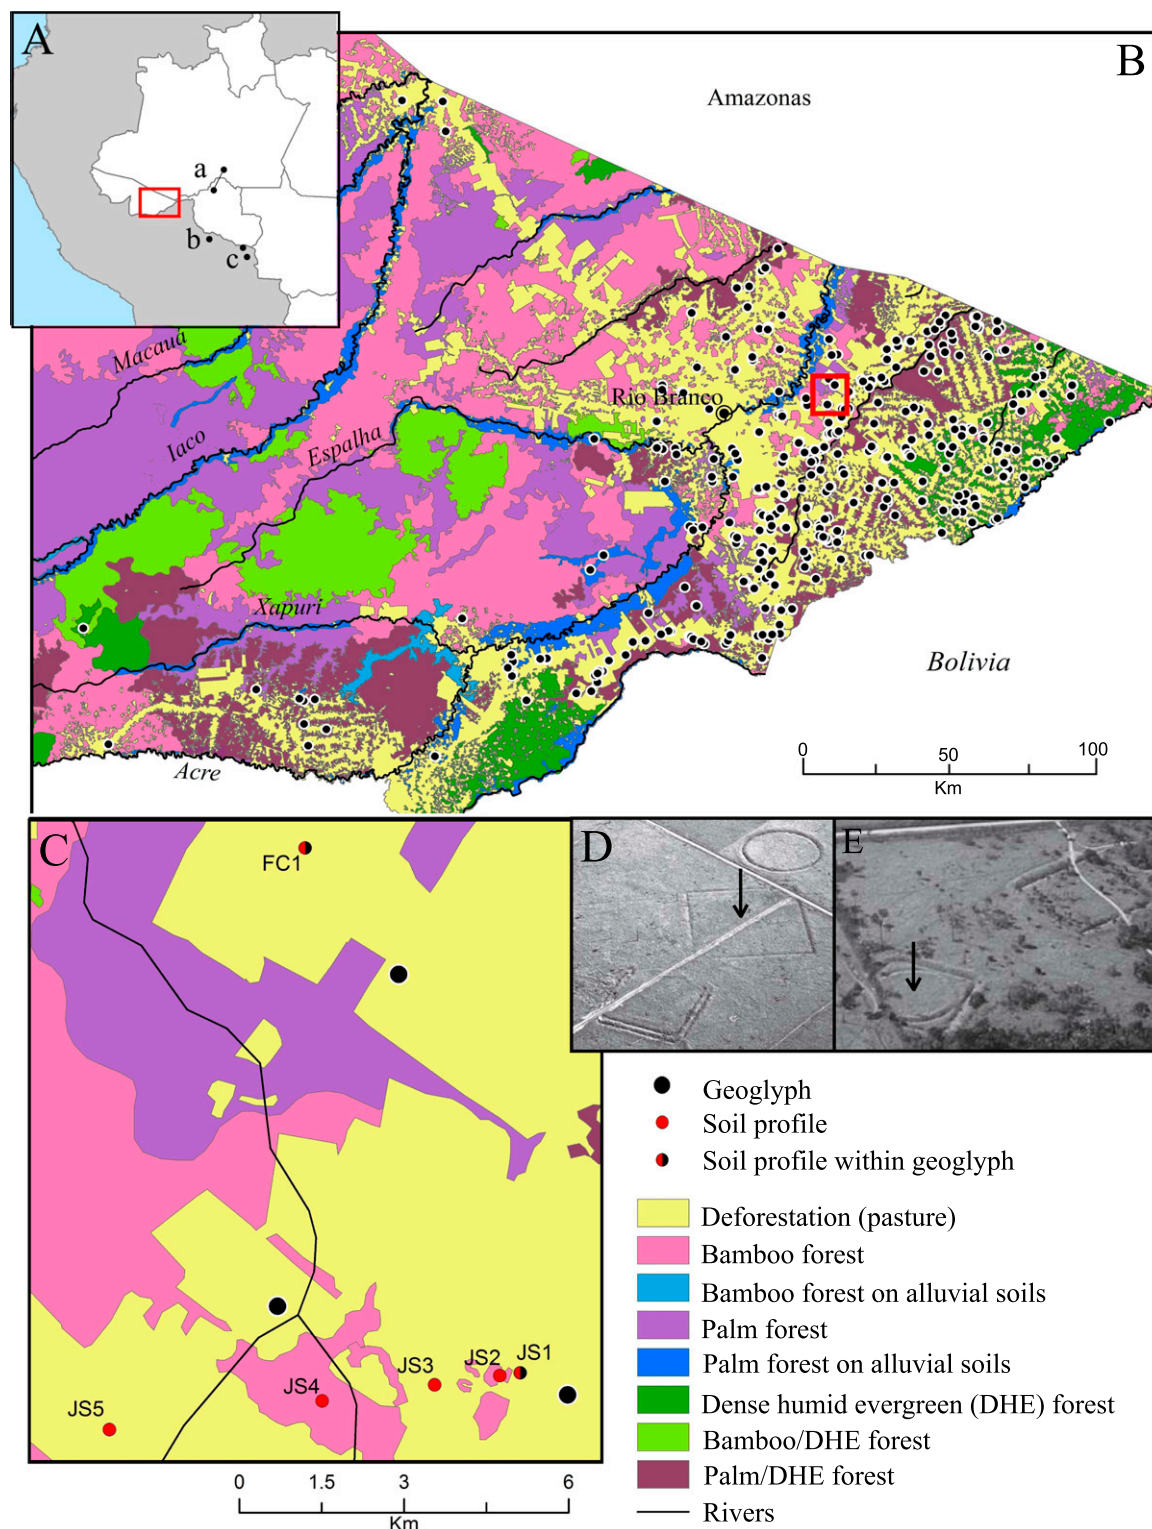 A
a
b
c
B
Amazonas
Macauã
Iaco
Espalha
Rio Branco
Xapuri
Acre
Bolivia
0 50 100
Km
C
FC1
JS1
JS2
JS3
JS4
JS5
0 1.5 3 6
Km
D
E
Geoglyph
Soil profile
Soil profile within geoglyph
Deforestation (pasture)
Bamboo forest
Bamboo forest on alluvial soils
Palm forest
Palm forest on alluvial soils
Dense humid evergreen (DHE) forest
Bamboo/DHE forest
Palm/DHE forest
Rivers